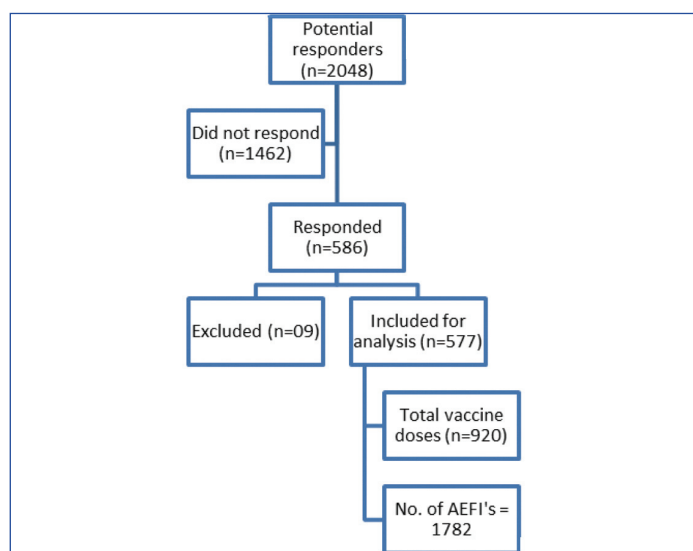 Potential
responders
(n=2048)
Did not respond
(n=1462)
Responded
(n=586)
Excluded (n=09)
Included for
analysis (n=577)
Total vaccine
doses (n=920)
No. of AEFI's =
1782